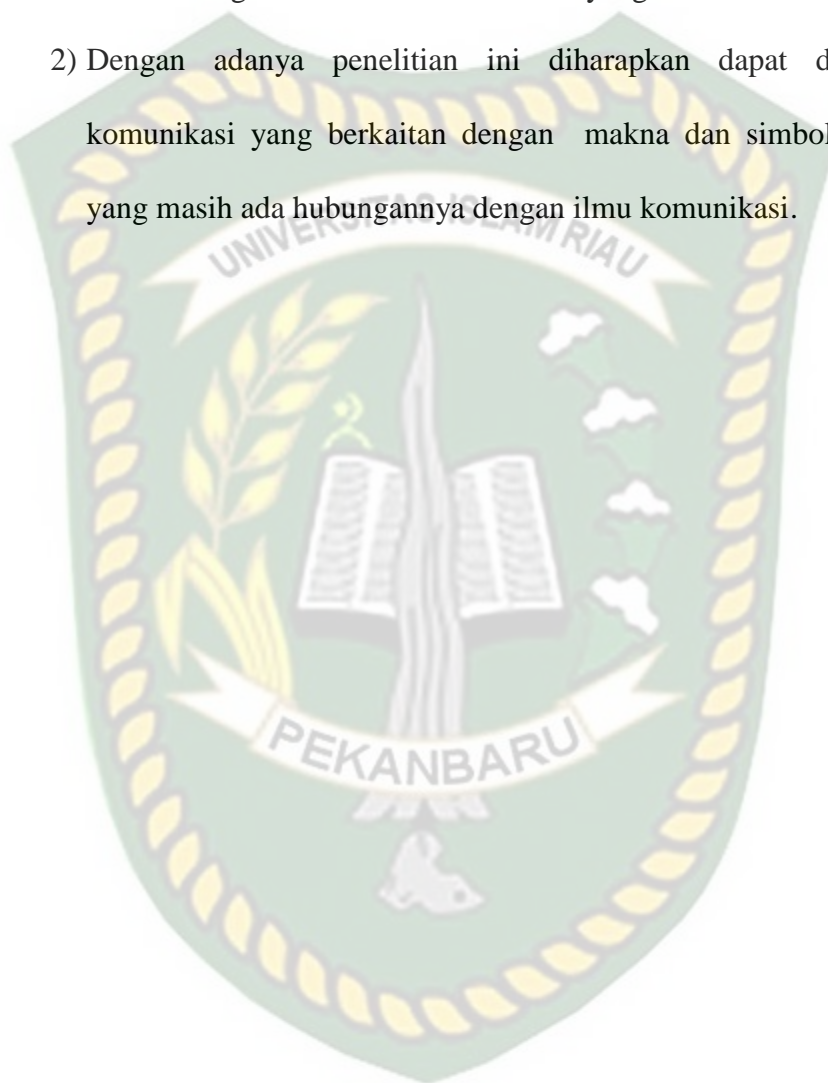 yang
2) Dengan adanya penelitian ini diharapkan dapat
komunikasi yang berkaitan dengan makna dan simbol
yang masih ada hubungannya dengan ilmu komunikasi.
UNIVERSITAS ISLAM RIAU
PEKANBARU